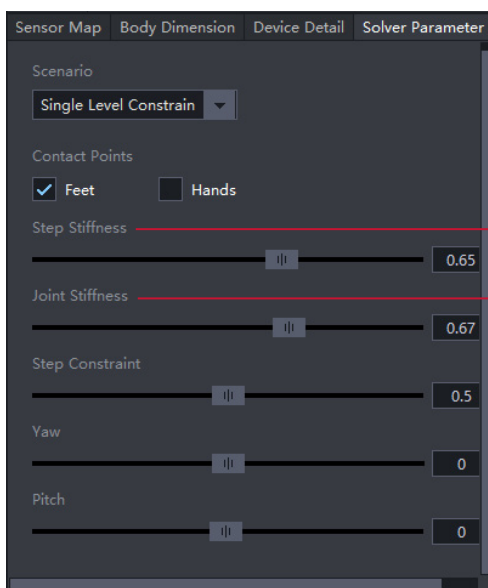 Sensor Map Body Dimension Device Detail Solver Parameter
Scenario
Single Level Constrain
Contact Points
Feet Hands
Step Stiffness
0.65
Joint Stiffness
0.67
Step Constraint
0.5
Yaw
0
Pitch
0